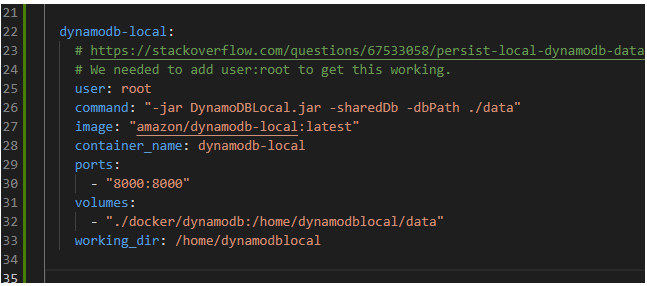 21
22 dynamodb-local:
23 # https://stackoverflow.com/questions/67533058/persist-local-dynamodb-data
24 # We needed to add user:root to get this working.
25 user: root
26 command: "-jar DynamoDBLocal.jar -sharedDb -dbPath ./data"
27 image: "amazon/dynamodb-local:latest"
28 container_name: dynamodb-local
29 ports:
30 - "8000:8000"
31 volumes:
32 - "./docker/dynamodb:/home/dynamodblocal/data"
33 working_dir: /home/dynamodblocal
34
35